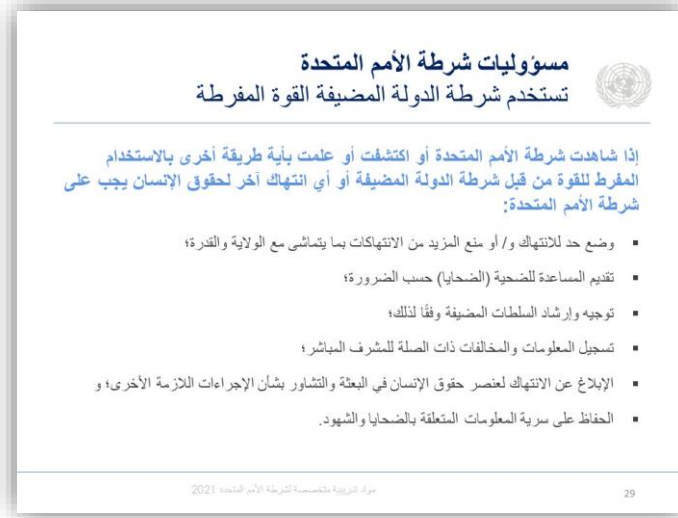 مسؤوليات شرطة الأمم المتحدة
تستخدم شرطة الدولة المضيفة القوة المفرطة
إذا شاهدت شرطة الأمم المتحدة أو اكتشفت أو علمت بأية طريقة أخرى بالاستخدام
المفرط للقوة من قبل شرطة الدولة المضيفة أو أي انتهاك آخر لحقوق الإنسان يجب على
شرطة الأمم المتحدة:
▪ وضع حد للانتهاك و/ أو منع المزيد من الانتهاكات بما يتماشى مع الولاية والقدرة؛
▪ تقديم المساعدة للضحية (الضحايا) حسب الضرورة؛
▪ توجيه وإرشاد السلطات المضيفة وفقًا لذلك؛
▪ تسجيل المعلومات والمخالفات ذات الصلة للمشرف المباشر؛
▪ الإبلاغ عن الانتهاك لعنصر حقوق الإنسان في البعثة والتشاور بشأن الإجراءات اللازمة الأخرى؛ و
▪ الحفاظ على سرية المعلومات المتعلقة بالضحايا والشهود.
مواد تدريبية متخصصة لشرطة الأمم المتحدة 2021
29